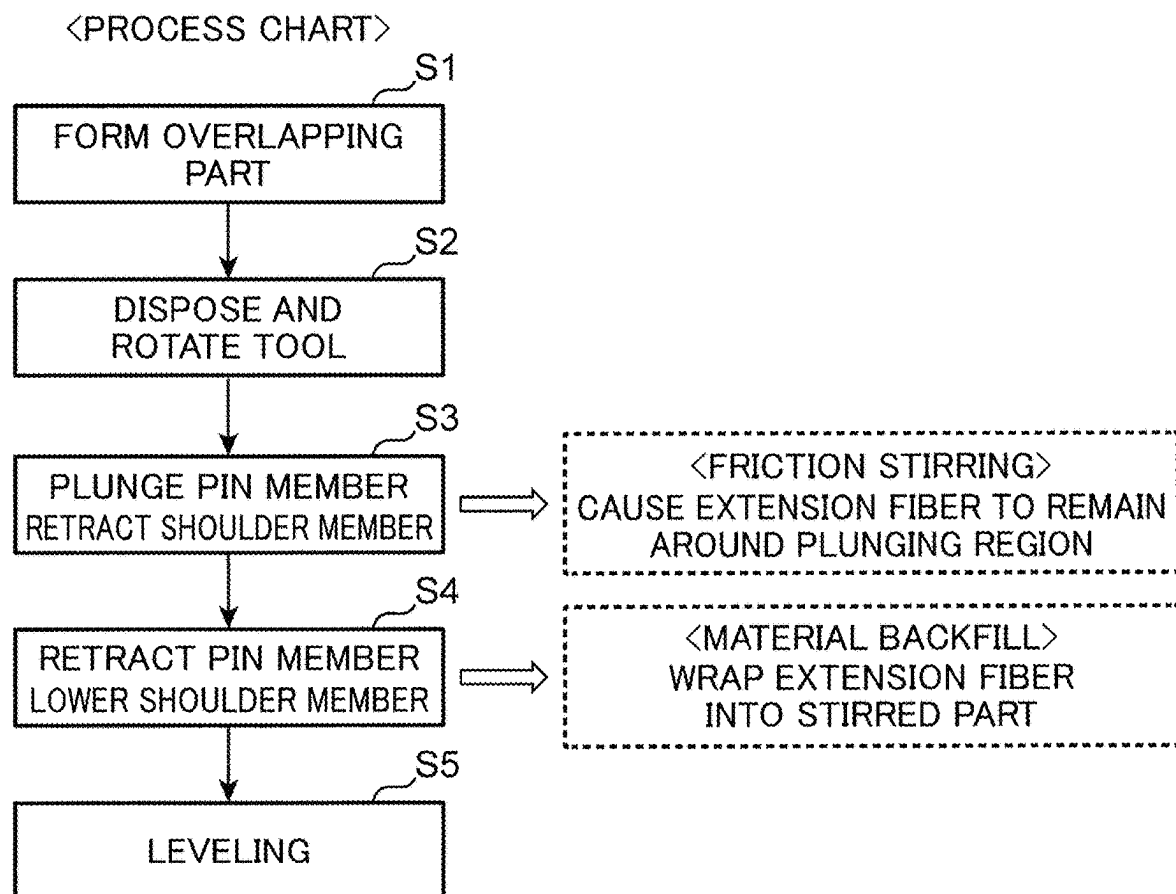 <PROCESS CHART>
S1
FORM OVERLAPPING
PART
S2
DISPOSE AND
ROTATE TOOL
S3
PLUNGE PIN MEMBER
RETRACT SHOULDER MEMBER
<FRICTION STIRRING>
CAUSE EXTENSION FIBER TO REMAIN
AROUND PLUNGING REGION
S4
RETRACT PIN MEMBER
LOWER SHOULDER MEMBER
<MATERIAL BACKFILL>
WRAP EXTENSION FIBER
INTO STIRRED PART
S5
LEVELING